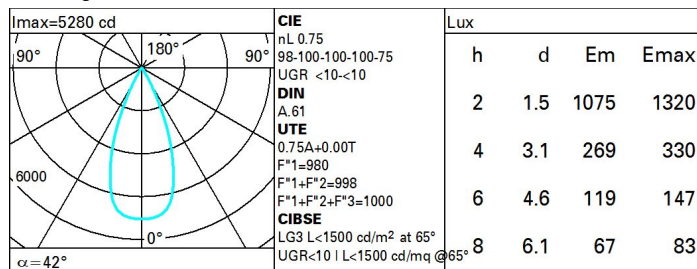 Imax=5280 cd
90°
180°
90°
6000
0°
α=42°
CIE
nL 0.75
98-100-100-100-75
UGR <10-<10
DIN
A.61
UTE
0.75A+0.00T
F"1=980
F"1+F"2=998
F"1+F"2+F"3=1000
CIBSE
LG3 L<1500 cd/m² at 65°
UGR<10 | L<1500 cd/mq @65°
Lux
h d Em Emax
2 1.5 1075 1320
4 3.1 269 330
6 4.6 119 147
8 6.1 67 83